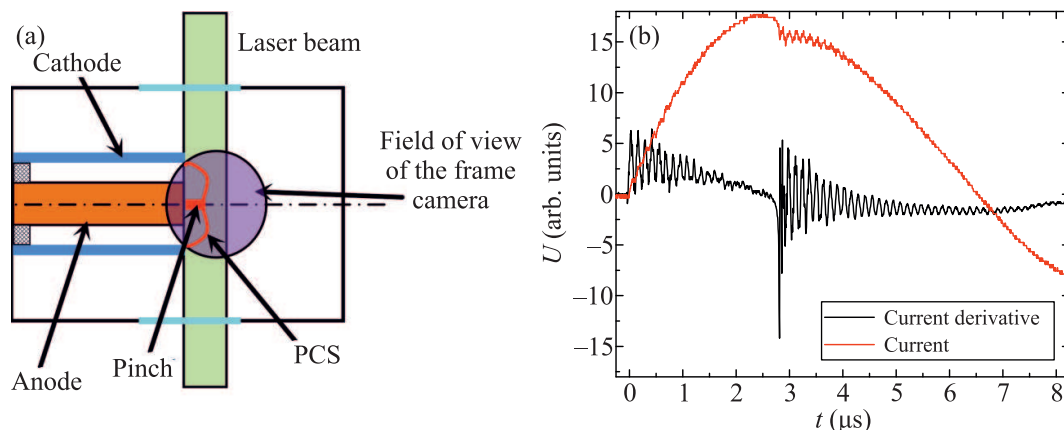 (a)
Laser beam
Cathode
Field of view
of the frame
camera
Anode
Pinch
PCS
(b)
15
10
5
0
−5
−10
−15
U (arb. units)
Current derivative
Current
0 1 2 3 4 5 6 7 8
t (μs)